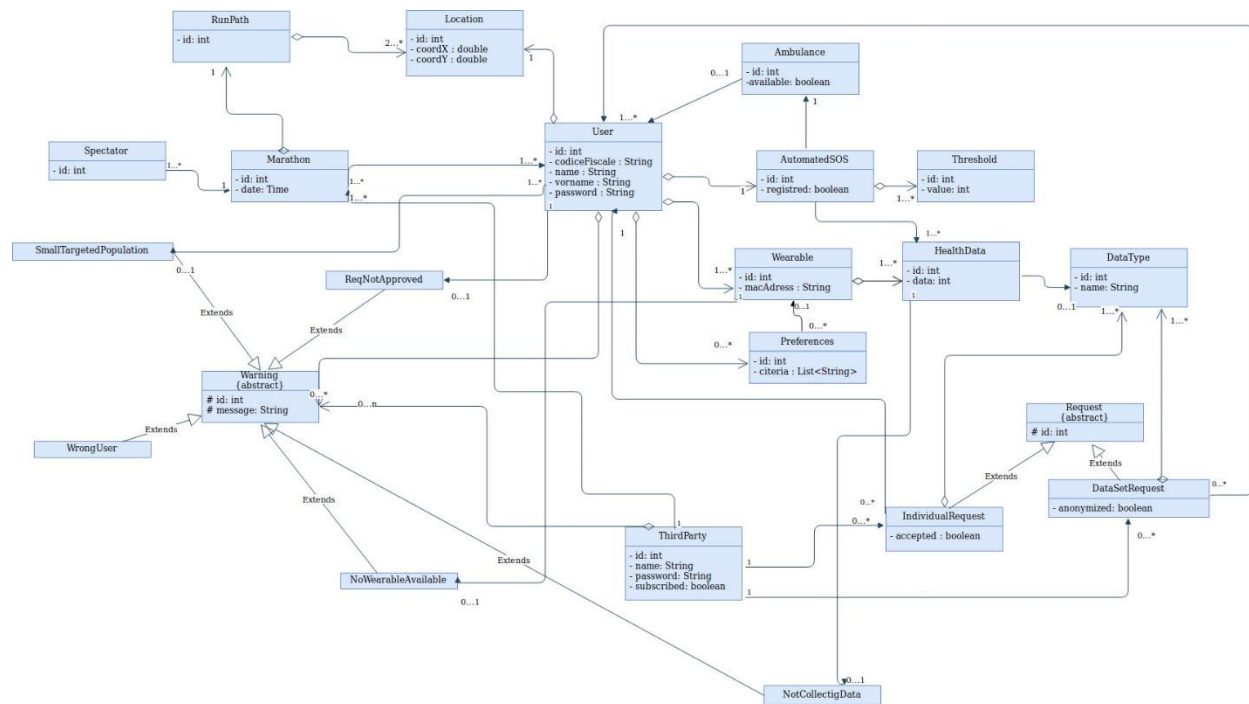 RunPath
- id: int
Location
- id: int
- coordX : double
- coordY : double
2...*
1
1
Ambulance
- id: int
-available: boolean
0...1
1
1...*
Spectator
- id: int
1...*
1
Marathon
- id: int
- date: Time
1...*
1...*
1...*
1...*
User
- id: int
- codiceFiscale : String
- name : String
- vorname : String
- password : String
1
1
AutomatedSOS
- id: int
- registred: boolean
1
Threshold
- id: int
- value: int
1...*
1...*
SmallTargetedPopulation
0...1
ReqNotApproved
0...1
Wearable
- id: int
- macAdress : String
1...*
1
1...*
HealthData
- id: int
- data: int
1
DataType
- id: int
- name: String
0...1
1...*
1...*
0...1
0...*
Preferences
- id: int
- citeria : List<String>
0...*
Extends
Extends
Warning
{abstract}
# id: int
# message: String
0...*
0...n
Extends
WrongUser
Request
{abstract}
# id: int
Extends
Extends
DataSetRequest
- anonymized: boolean
0...*
0...*
IndividualRequest
- accepted : boolean
0...*
0...*
Extends
ThirdParty
- id: int
- name: String
- password: String
- subscribed: boolean
1
1
1
Extends
NoWearableAvailable
0...1
0...1
NotCollectigData